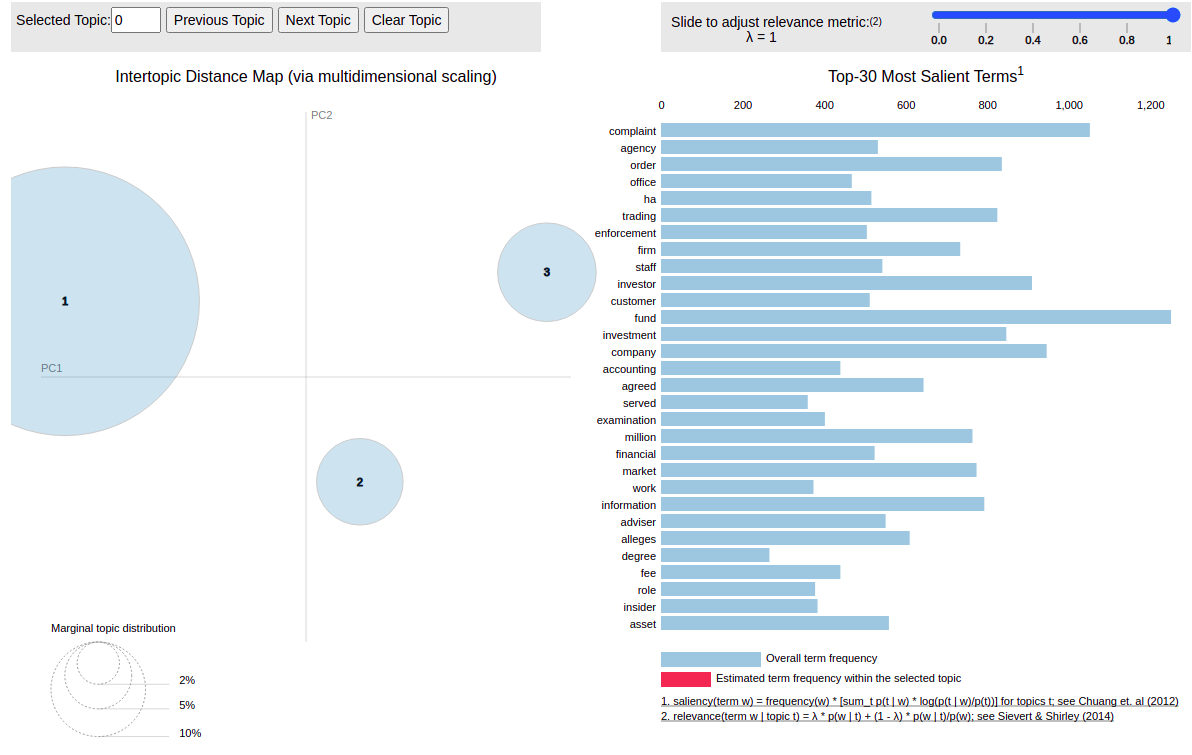 Selected Topic: 0 Previous Topic Next Topic Clear Topic
Slide to adjust relevance metric:(2)
λ = 1
0.0 0.2 0.4 0.6 0.8 1
Intertopic Distance Map (via multidimensional scaling)
PC2
PC1
1
3
2
Marginal topic distribution
2%
5%
10%
Top-30 Most Salient Terms1
0 200 400 600 800 1,000 1,200
complaint
agency
order
office
ha
trading
enforcement
firm
staff
investor
customer
fund
investment
company
accounting
agreed
served
examination
million
financial
market
work
information
adviser
alleges
degree
fee
role
insider
asset
Overall term frequency
Estimated term frequency within the selected topic
1. saliency(term w) = frequency(w) * [sum_t p(t | w) * log(p(t | w)/p(t))] for topics t; see Chuang et. al (2012)
2. relevance(term w | topic t) = λ * p(w | t) + (1 - λ) * p(w | t)/p(w); see Sievert & Shirley (2014)